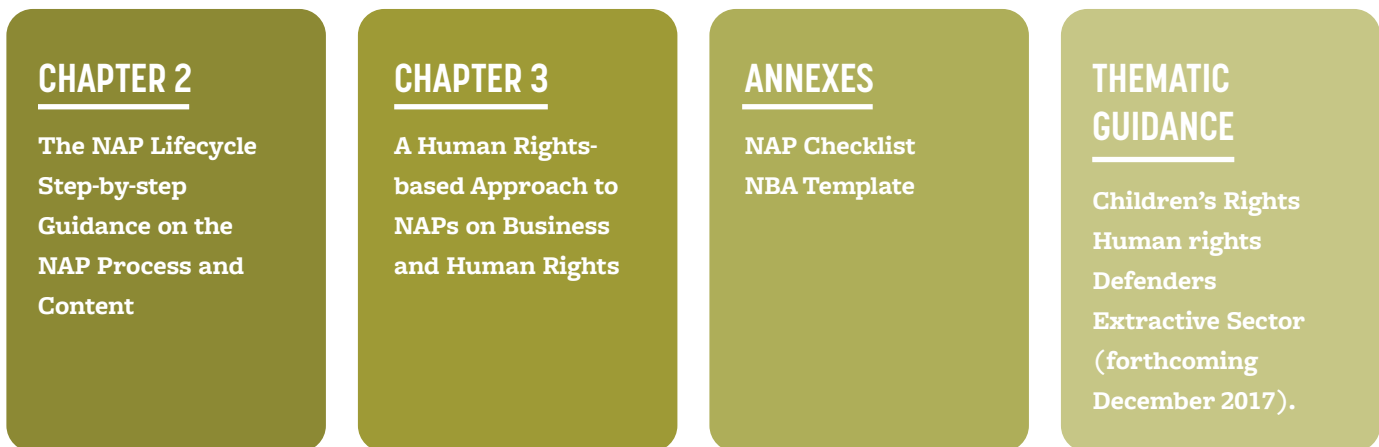 CHAPTER 2
The NAP Lifecycle
Step-by-step
Guidance on the
NAP Process and
Content
CHAPTER 3
A Human Rights-
based Approach to
NAPs on Business
and Human Rights
ANNEXES
NAP Checklist
NBA Template
THEMATIC
GUIDANCE
Children’s Rights
Human rights
Defenders
Extractive Sector
(forthcoming
December 2017).